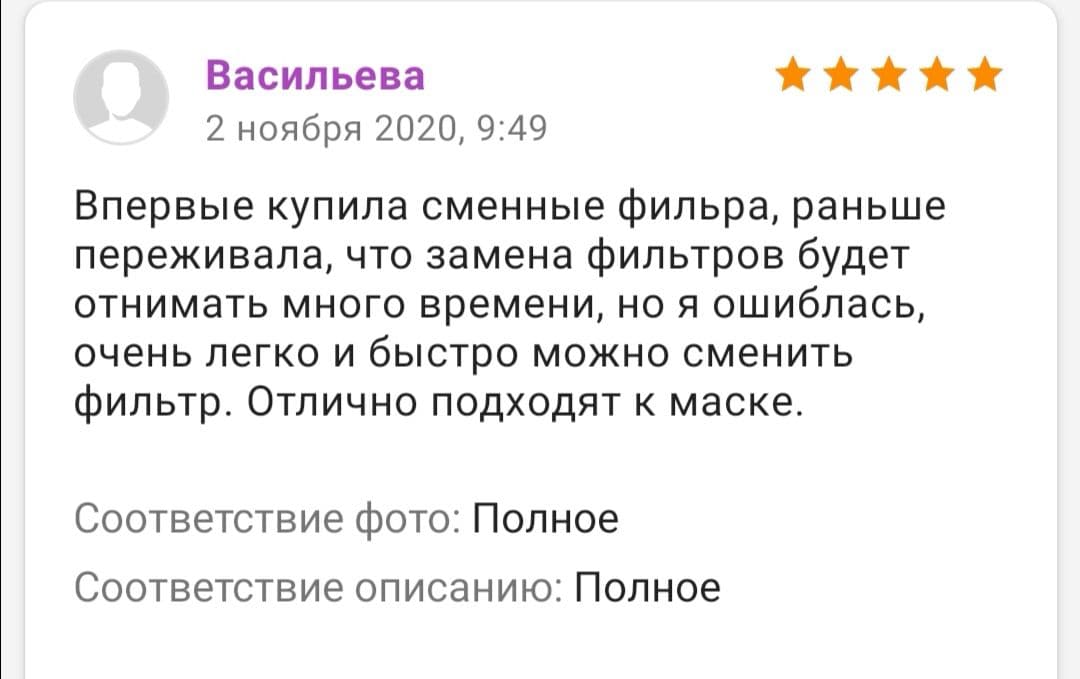 Васильева
2 ноября 2020, 9:49
Впервые купила сменные фильра, раньше
переживала, что замена фильтров будет
отнимать много времени, но я ошиблась,
очень легко и быстро можно сменить
фильтр. Отлично подходят к маске.
Соответствие фото: Полное
Соответствие описанию: Полное